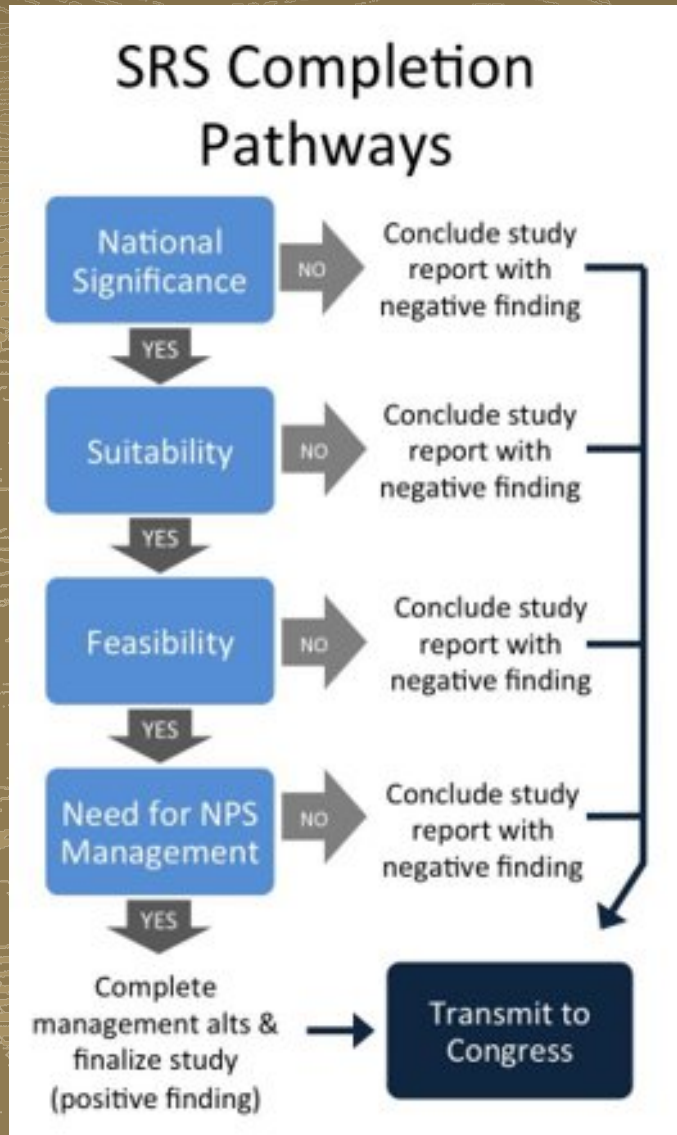 SRS Completion
Pathways
National
Significance
NO
Conclude study
report with
negative finding
YES
Suitability
NO
Conclude study
report with
negative finding
YES
Feasibility
NO
Conclude study
report with
negative finding
YES
Need for NPS
Management
NO
Conclude study
report with
negative finding
YES
Complete
management alts &
finalize study
(positive finding)
Transmit to
Congress